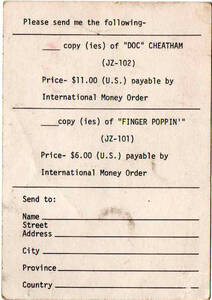 Please send me the following-
____copy (ies) of "DOC" CHEATHAM
(JZ-102)
Price- $11.00 (U.S.) payable by
International Money Order
____copy (ies) of "FINGER POPPIN'"
(JZ-101)
Price- $6.00 (U.S.) payable by
International Money Order
Send to:
Name
Street
Address
City
Province
Country